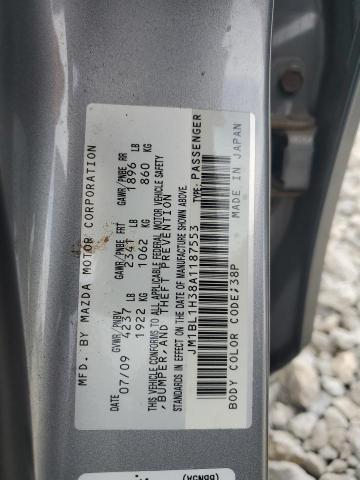 MFD. BY MAZDA MOTOR CORPORATION
DATE GVWR/PNBV LB GAWR/PNBE FRT LB GAWR/PNBE RR LB
07/09 4237 2341 1896
1922 KG 1062 KG 860 KG
THIS VEHICLE CONFORMS TO ALL APPLICABLE FEDERAL MOTOR VEHICLE SAFETY
,BUMPER,AND THEFT PREVENTION
STANDARDS IN EFFECT ON THE DATE OF MANUFACTURE SHOWN ABOVE.
JM1BL1H38A1187553 TYPE: PASSENGER
BODY COLOR CODE;38P MADE IN JAPAN
(BBNCA)